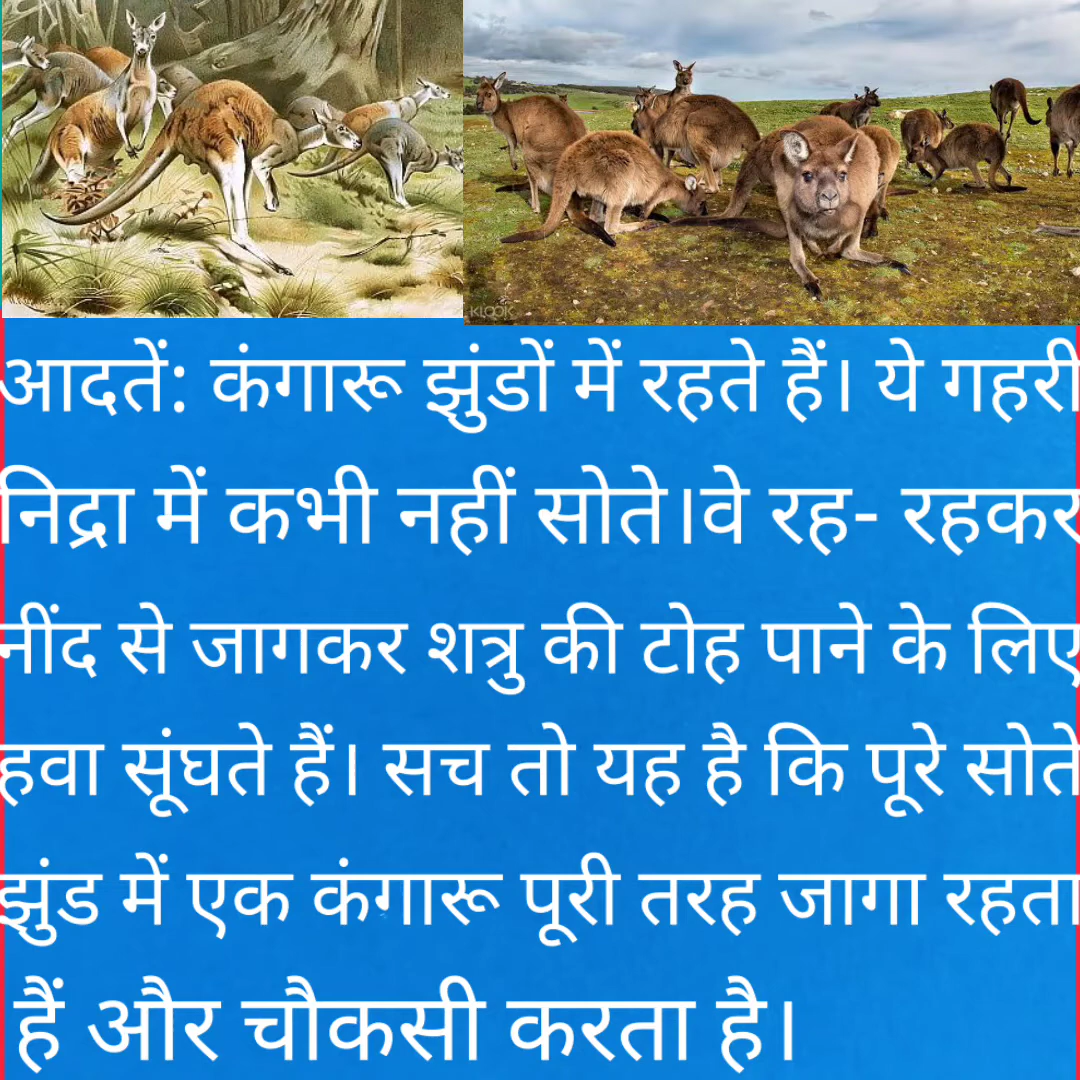 KLOOK
आदतें: कंगारू झुंडों में रहते हैं। ये गहरी
निद्रा में कभी नहीं सोते।वे रह- रहकर
नींद से जागकर शत्रु की टोह पाने के लिए
हवा सूंघते हैं। सच तो यह है कि पूरे सोते
झुंड में एक कंगारू पूरी तरह जागा रहता
हैं और चौकसी करता है।